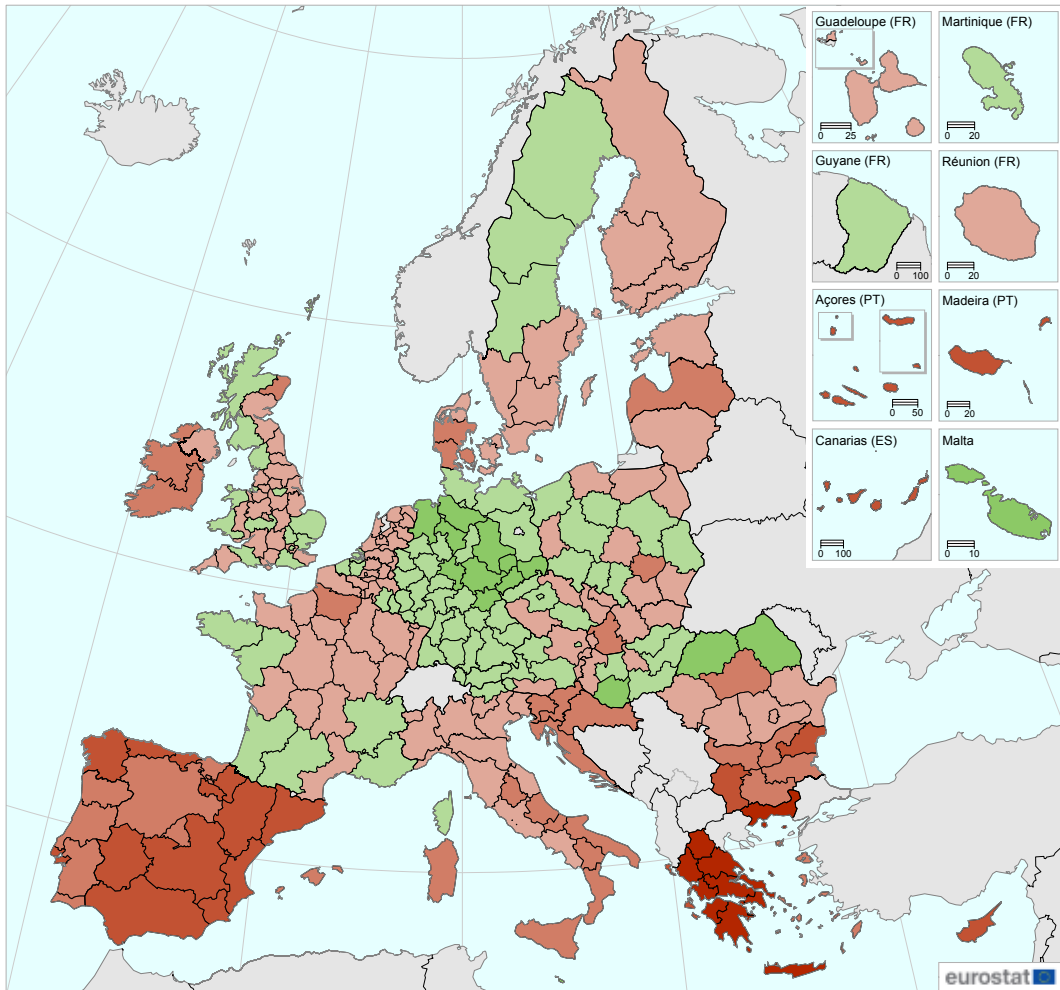 Guadeloupe (FR)
0 25
Martinique (FR)
0 20
Guyane (FR)
0 100
Réunion (FR)
0 20
Açores (PT)
0 50
Madeira (PT)
0 20
Canarias (ES)
0 100
Malta
0 10
eurostat